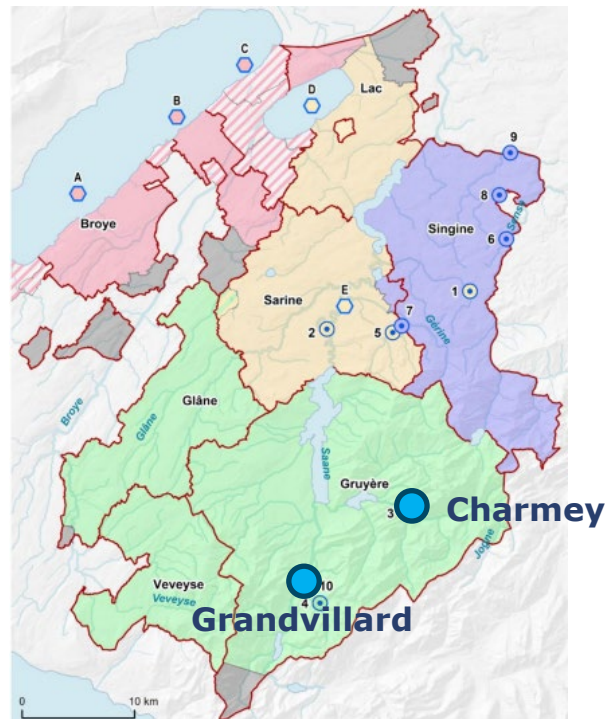 C
Lac
B
D
9
A
8
Broye
Singine
Sense
6
E
1
Sarine
7
2
5
Gérine
Broye
Glâne
Glâne
Saane
Gruyère
3
Charmey
Jogne
Veveyse
Veveyse
10
4
Grandvillard
0 10 km